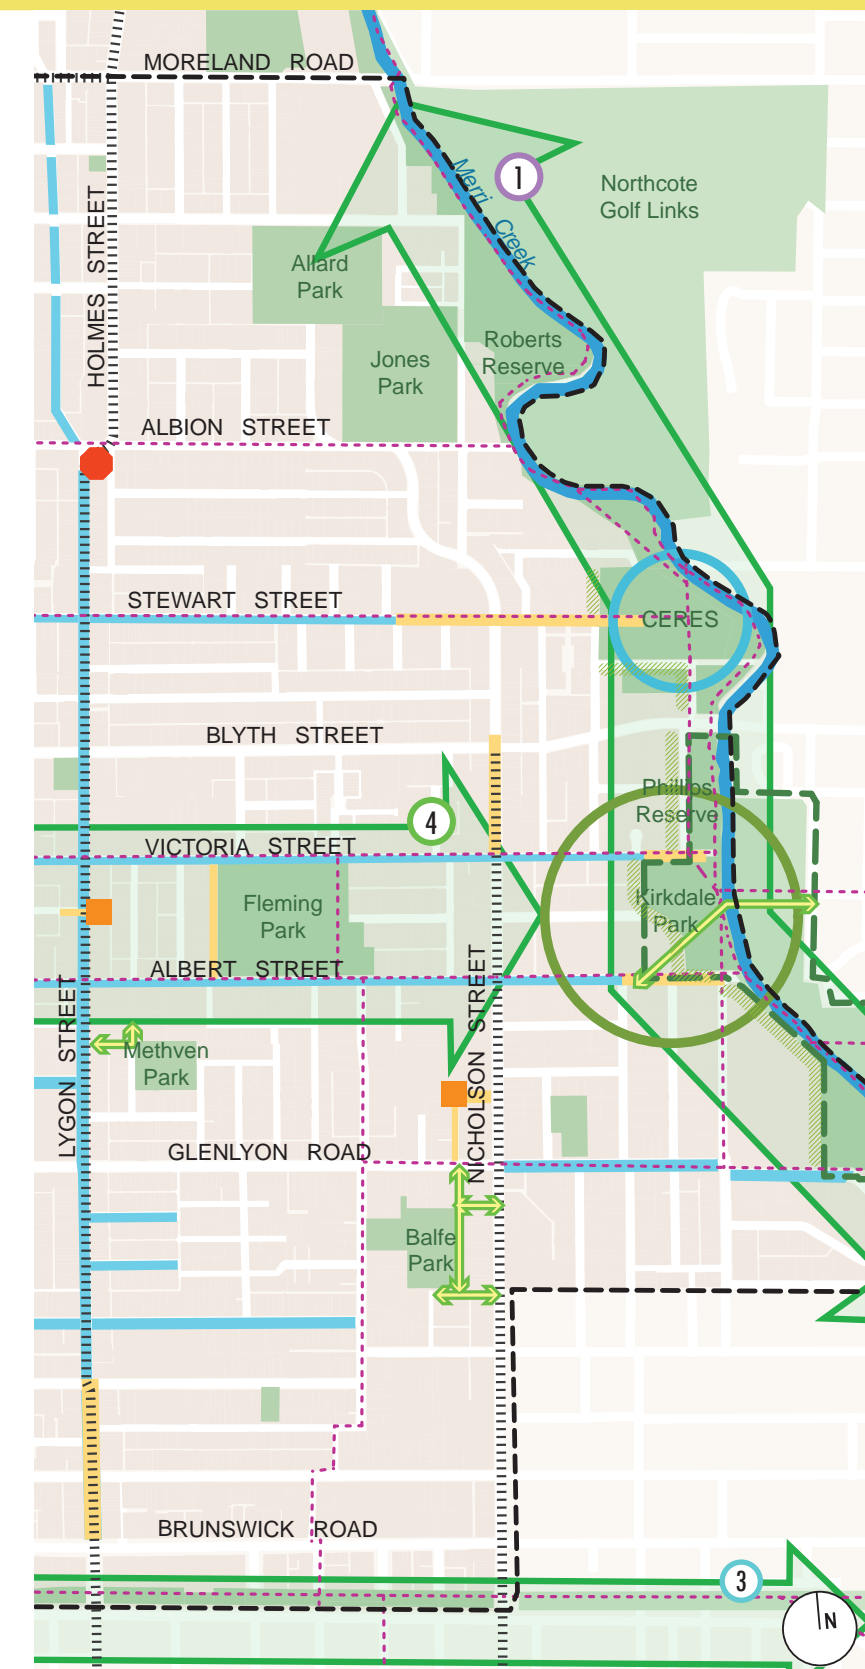 MORELAND ROAD
1
Northcote
Golf Links
Merri Creek
HOLMES STREET
Allard
Park
Roberts
Reserve
Jones
Park
ALBION STREET
STEWART STREET
CERES
BLYTH STREET
Phillips
Reserve
4
VICTORIA STREET
Fleming
Park
Kirkdale
Park
ALBERT STREET
LYGON STREET
NICHOLSON STREET
Methven
Park
GLENLYON ROAD
Balfe
Park
BRUNSWICK ROAD
3
N